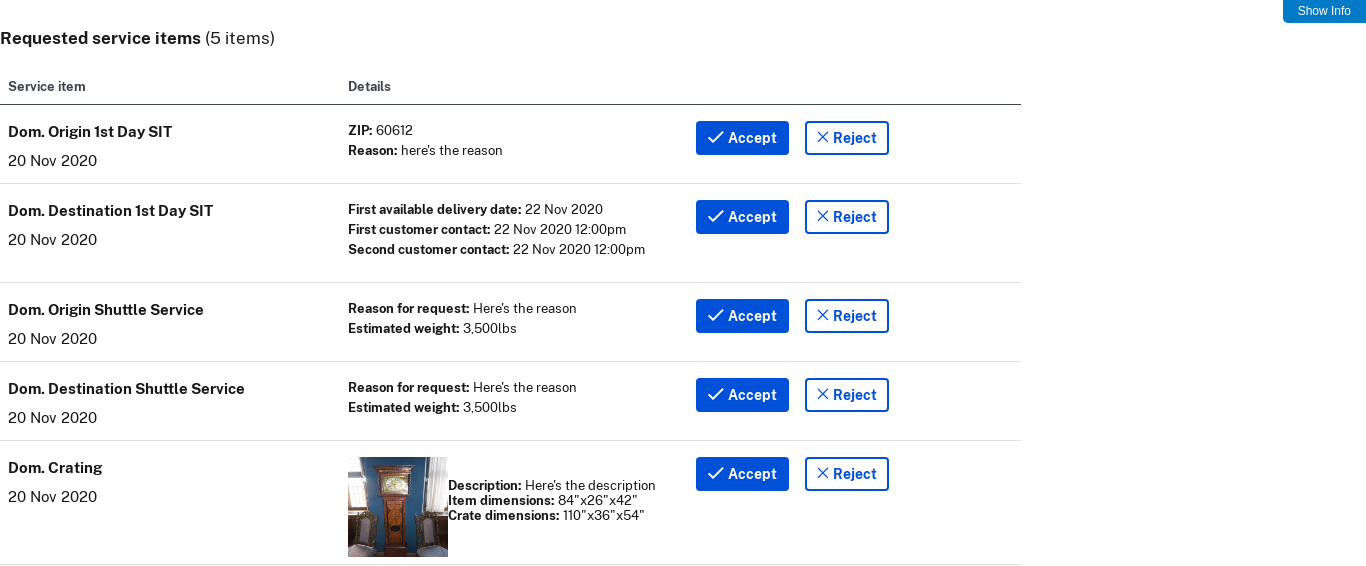 Show Info
Requested service items (5 items)
Service item Details
Dom. Origin 1st Day SIT
20 Nov 2020
ZIP: 60612
Reason: here's the reason
Accept Reject
Dom. Destination 1st Day SIT
20 Nov 2020
First available delivery date: 22 Nov 2020
First customer contact: 22 Nov 2020 12:00pm
Second customer contact: 22 Nov 2020 12:00pm
Accept Reject
Dom. Origin Shuttle Service
20 Nov 2020
Reason for request: Here's the reason
Estimated weight: 3,500lbs
Accept Reject
Dom. Destination Shuttle Service
20 Nov 2020
Reason for request: Here's the reason
Estimated weight: 3,500lbs
Accept Reject
Dom. Crating
20 Nov 2020
Description: Here's the description
Item dimensions: 84"x26"x42"
Crate dimensions: 110"x36"x54"
Accept Reject